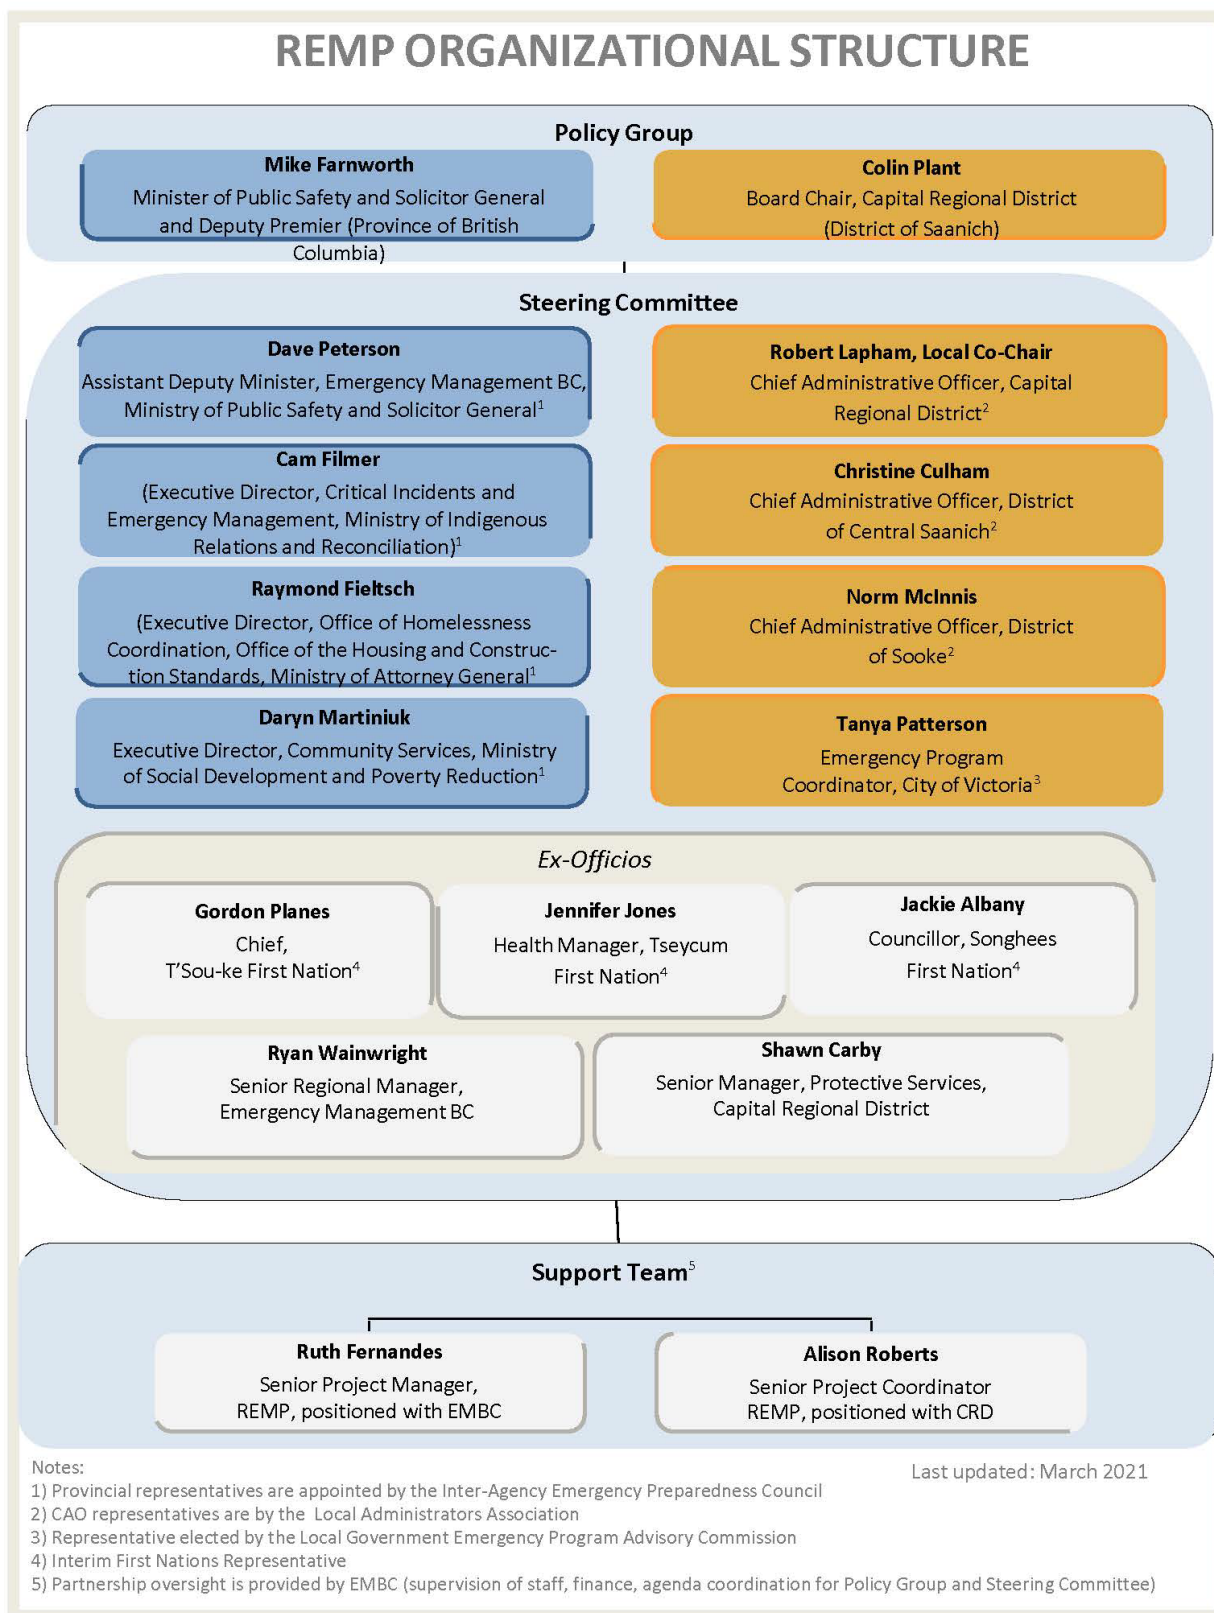 REMP ORGANIZATIONAL STRUCTURE
Policy Group
Mike Farnworth
Minister of Public Safety and Solicitor General
and Deputy Premier (Province of British
Columbia)
Colin Plant
Board Chair, Capital Regional District
(District of Saanich)
Steering Committee
Dave Peterson
Assistant Deputy Minister, Emergency Management BC,
Ministry of Public Safety and Solicitor General1
Robert Lapham, Local Co-Chair
Chief Administrative Officer, Capital
Regional District2
Cam Filmer
(Executive Director, Critical Incidents and
Emergency Management, Ministry of Indigenous
Relations and Reconciliation)1
Christine Culham
Chief Administrative Officer, District
of Central Saanich2
Raymond Fieltsch
(Executive Director, Office of Homelessness
Coordination, Office of the Housing and Construc-
tion Standards, Ministry of Attorney General1
Norm McInnis
Chief Administrative Officer, District
of Sooke2
Daryn Martiniuk
Executive Director, Community Services, Ministry
of Social Development and Poverty Reduction1
Tanya Patterson
Emergency Program
Coordinator, City of Victoria3
Ex-Officios
Gordon Planes
Chief,
T'Sou-ke First Nation4
Jennifer Jones
Health Manager, Tseycum
First Nation4
Jackie Albany
Councillor, Songhees
First Nation4
Ryan Wainwright
Senior Regional Manager,
Emergency Management BC
Shawn Carby
Senior Manager, Protective Services,
Capital Regional District
Support Team5
Ruth Fernandes
Senior Project Manager,
REMP, positioned with EMBC
Alison Roberts
Senior Project Coordinator
REMP, positioned with CRD
Notes:
Last updated: March 2021
1) Provincial representatives are appointed by the Inter-Agency Emergency Preparedness Council
2) CAO representatives are by the Local Administrators Association
3) Representative elected by the Local Government Emergency Program Advisory Commission
4) Interim First Nations Representative
5) Partnership oversight is provided by EMBC (supervision of staff, finance, agenda coordination for Policy Group and Steering Committee)